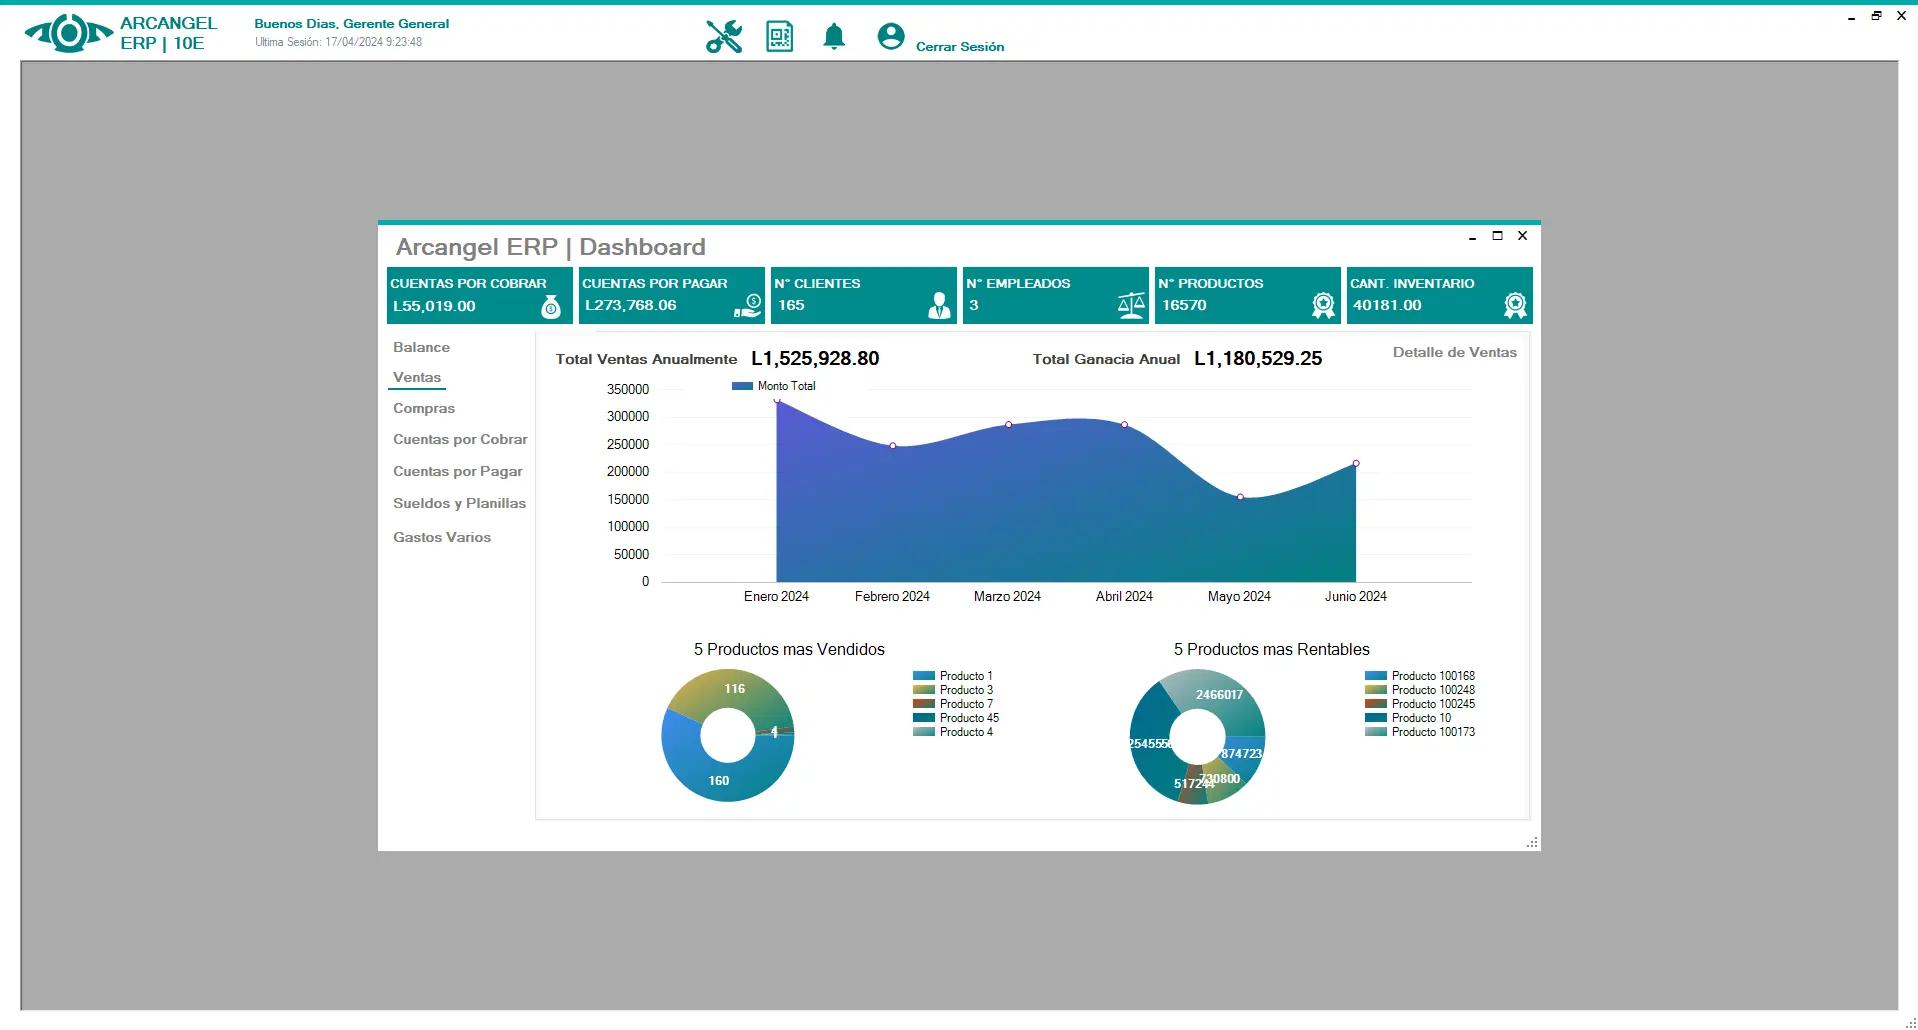 ARCANGEL
ERP | 10E
Buenos Dias, Gerente General
Ultima Sesión: 17/04/2024 9:23:48
Cerrar Sesión
Arcangel ERP | Dashboard
CUENTAS POR COBRAR
L55,019.00
CUENTAS POR PAGAR
L273,768.06
N° CLIENTES
165
N° EMPLEADOS
3
N° PRODUCTOS
16570
CANT. INVENTARIO
40181.00
Balance
Ventas
Compras
Cuentas por Cobrar
Cuentas por Pagar
Sueldos y Planillas
Gastos Varios
Total Ventas Anualmente L1,525,928.80
Total Ganacia Anual L1,180,529.25
Detalle de Ventas
Monto Total
350000
300000
250000
200000
150000
100000
50000
0
Enero 2024
Febrero 2024
Marzo 2024
Abril 2024
Mayo 2024
Junio 2024
5 Productos mas Vendidos
116
4
160
Producto 1
Producto 3
Producto 7
Producto 45
Producto 4
5 Productos mas Rentables
2466017
874723
730800
517244
Producto 100168
Producto 100248
Producto 100245
Producto 10
Producto 100173